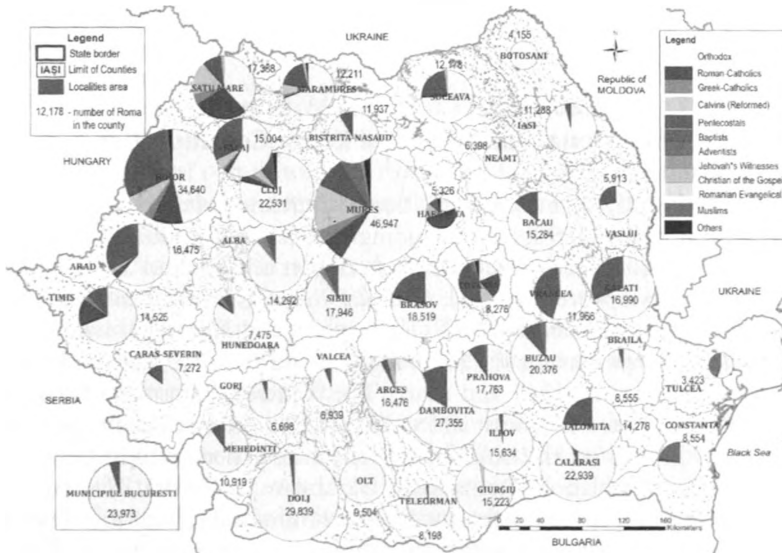 UKRAINE
Legend
State border
IAŞI Limit of Counties
Localities area
12,178 - number of Roma
in the county
Legend
Orthodox
Roman-Catholics
Greek-Catholics
Calvins (Reformed)
Pentecostals
Baptists
Adventists
Jehovah"s Witnesses
Christian of the Gospel
Romanian Evangelical
Muslims
Others
Republic of
MOLDOVA
HUNGARY
4,155
BOTOSANI
17,368
SATU MARE
12,211
MARAMURES
12,178
SUCEAVA
11,288
IASI
11,937
BISTRITA-NASAUD
15,004
6,398
NEAMT
BIHOR
34,640
CLUJ
22,531
MURES
46,947
5,326
BACAU
15,284
5,913
VASLUI
ARAD
16,475
ALBA
14,292
SIBIU
17,946
BRASOV
18,519
8,278
VRANCEA
11,966
GALATI
16,990
UKRAINE
TIMIS
14,525
7,475
HUNEDOARA
CARAS-SEVERIN
7,272
VALCEA
6,939
GORJ
6,698
ARGES
16,476
PRAHOVA
17,763
BUZAU
20,376
BRAILA
8,555
TULCEA
3,423
SERBIA
DAMBOVITA
27,355
IALOMITA
14,278
CONSTANTA
8,554
MEHEDINTI
10,919
ILFOV
15,634
CALARASI
22,939
Black Sea
MUNICIPIUL BUCURESTI
23,973
DOLJ
29,839
OLT
9,504
TELEORMAN
8,198
GIURGIU
15,223
0 40 80 120 160
Kilometers
BULGARIA